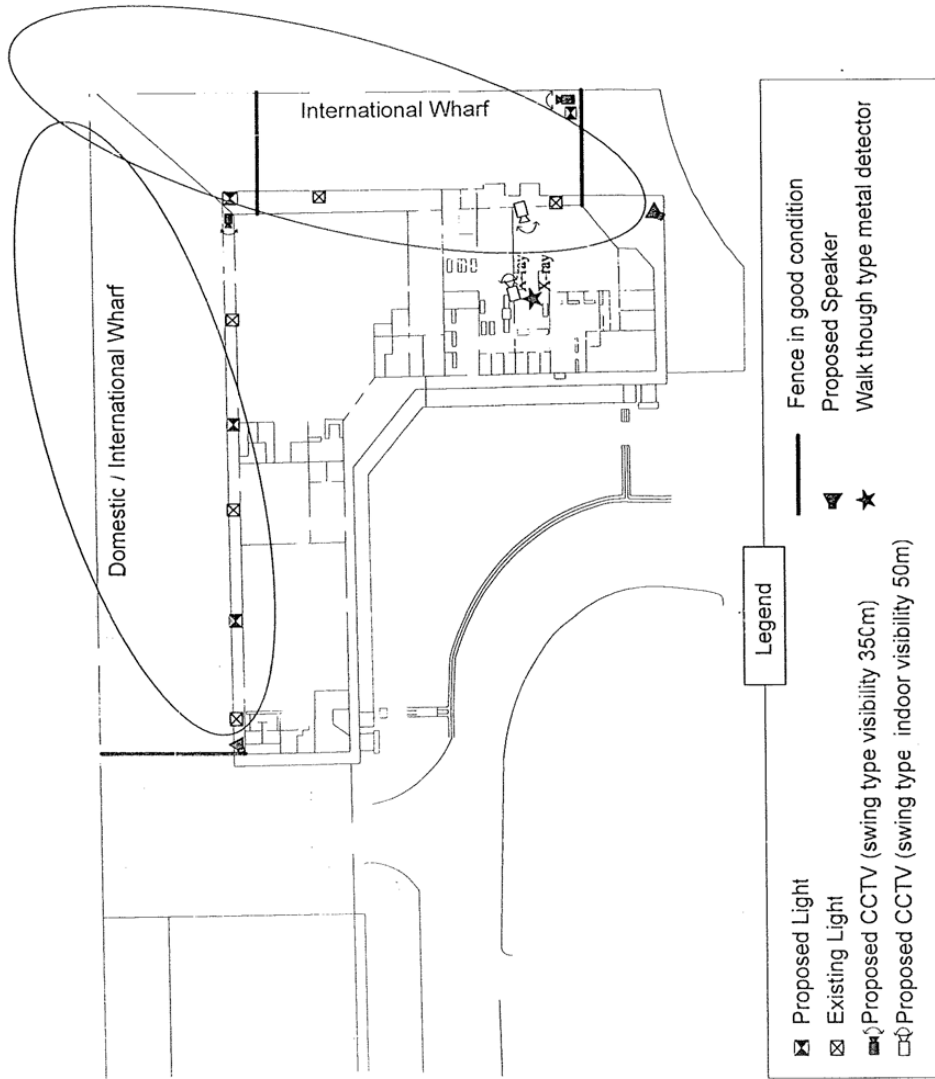 Domestic / International Wharf
International Wharf
X-ray
X-ray
Legend
Proposed Light
Existing Light
Proposed CCTV (swing type visibility 350m)
Proposed CCTV (swing type indoor visibility 50m)
Fence in good condition
Proposed Speaker
Walk though type metal detector